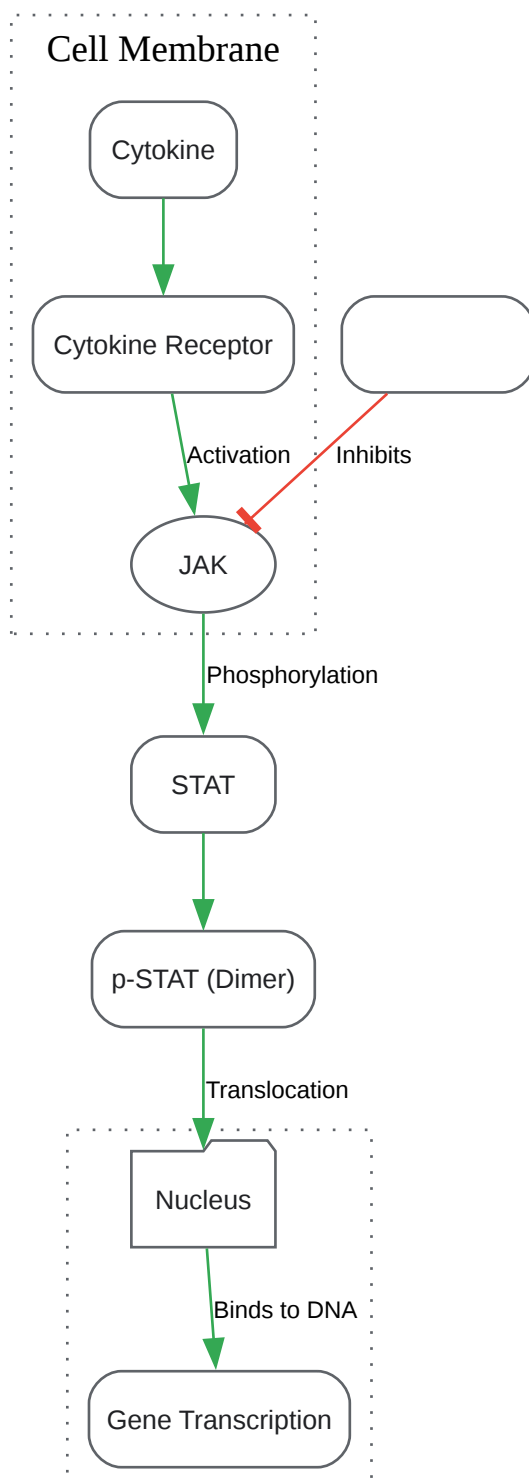 Cell Membrane
Cytokine
Cytokine Receptor
Activation
Inhibits
JAK
Phosphorylation
STAT
p-STAT (Dimer)
Translocation
Nucleus
Binds to DNA
Gene Transcription